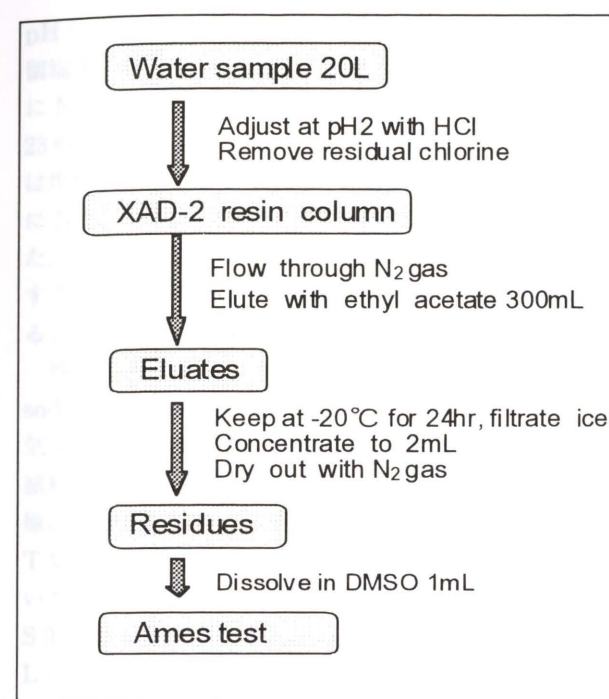 Water sample 20L
Adjust at pH2 with HCl
Remove residual chlorine
XAD-2 resin column
Flow through N₂ gas
Elute with ethyl acetate 300mL
Eluates
Keep at -20°C for 24hr, filtrate ice
Concentrate to 2mL
Dry out with N₂ gas
Residues
Dissolve in DMSO 1mL
Ames test